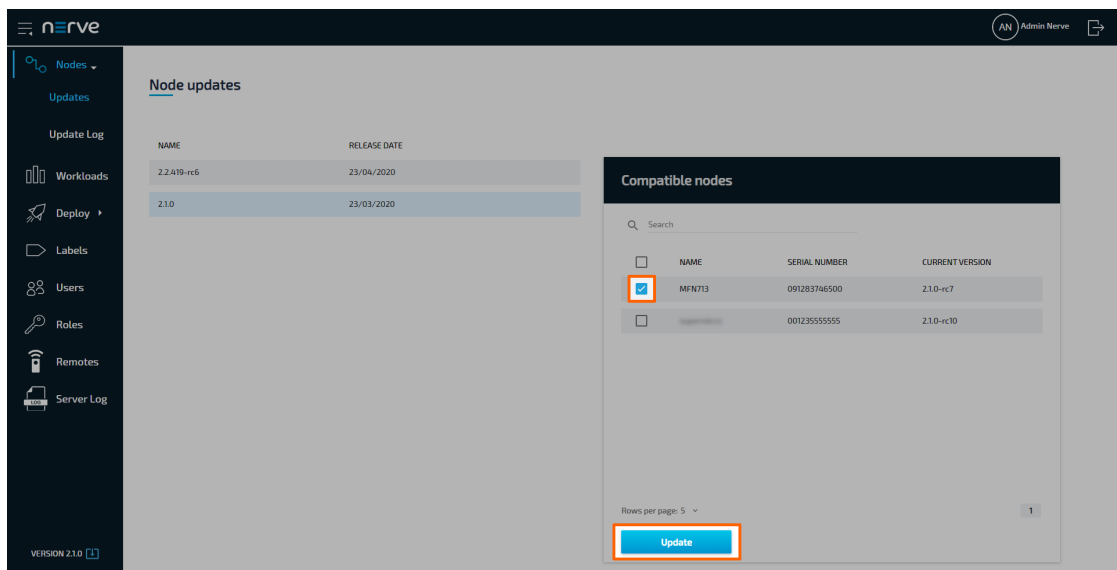 nerve
AN Admin Nerve
Nodes
Updates
Update Log
Workloads
Deploy
Labels
Users
Roles
Remotes
LOG Server Log
VERSION 2.1.0
Node updates
NAME RELEASE DATE
2.2.419-rc6 23/04/2020
2.1.0 23/03/2020
Compatible nodes
Search
NAME SERIAL NUMBER CURRENT VERSION
MFN713 091283746500 2.1.0-rc7
001235555555 2.1.0-rc10
Rows per page: 5 1
Update